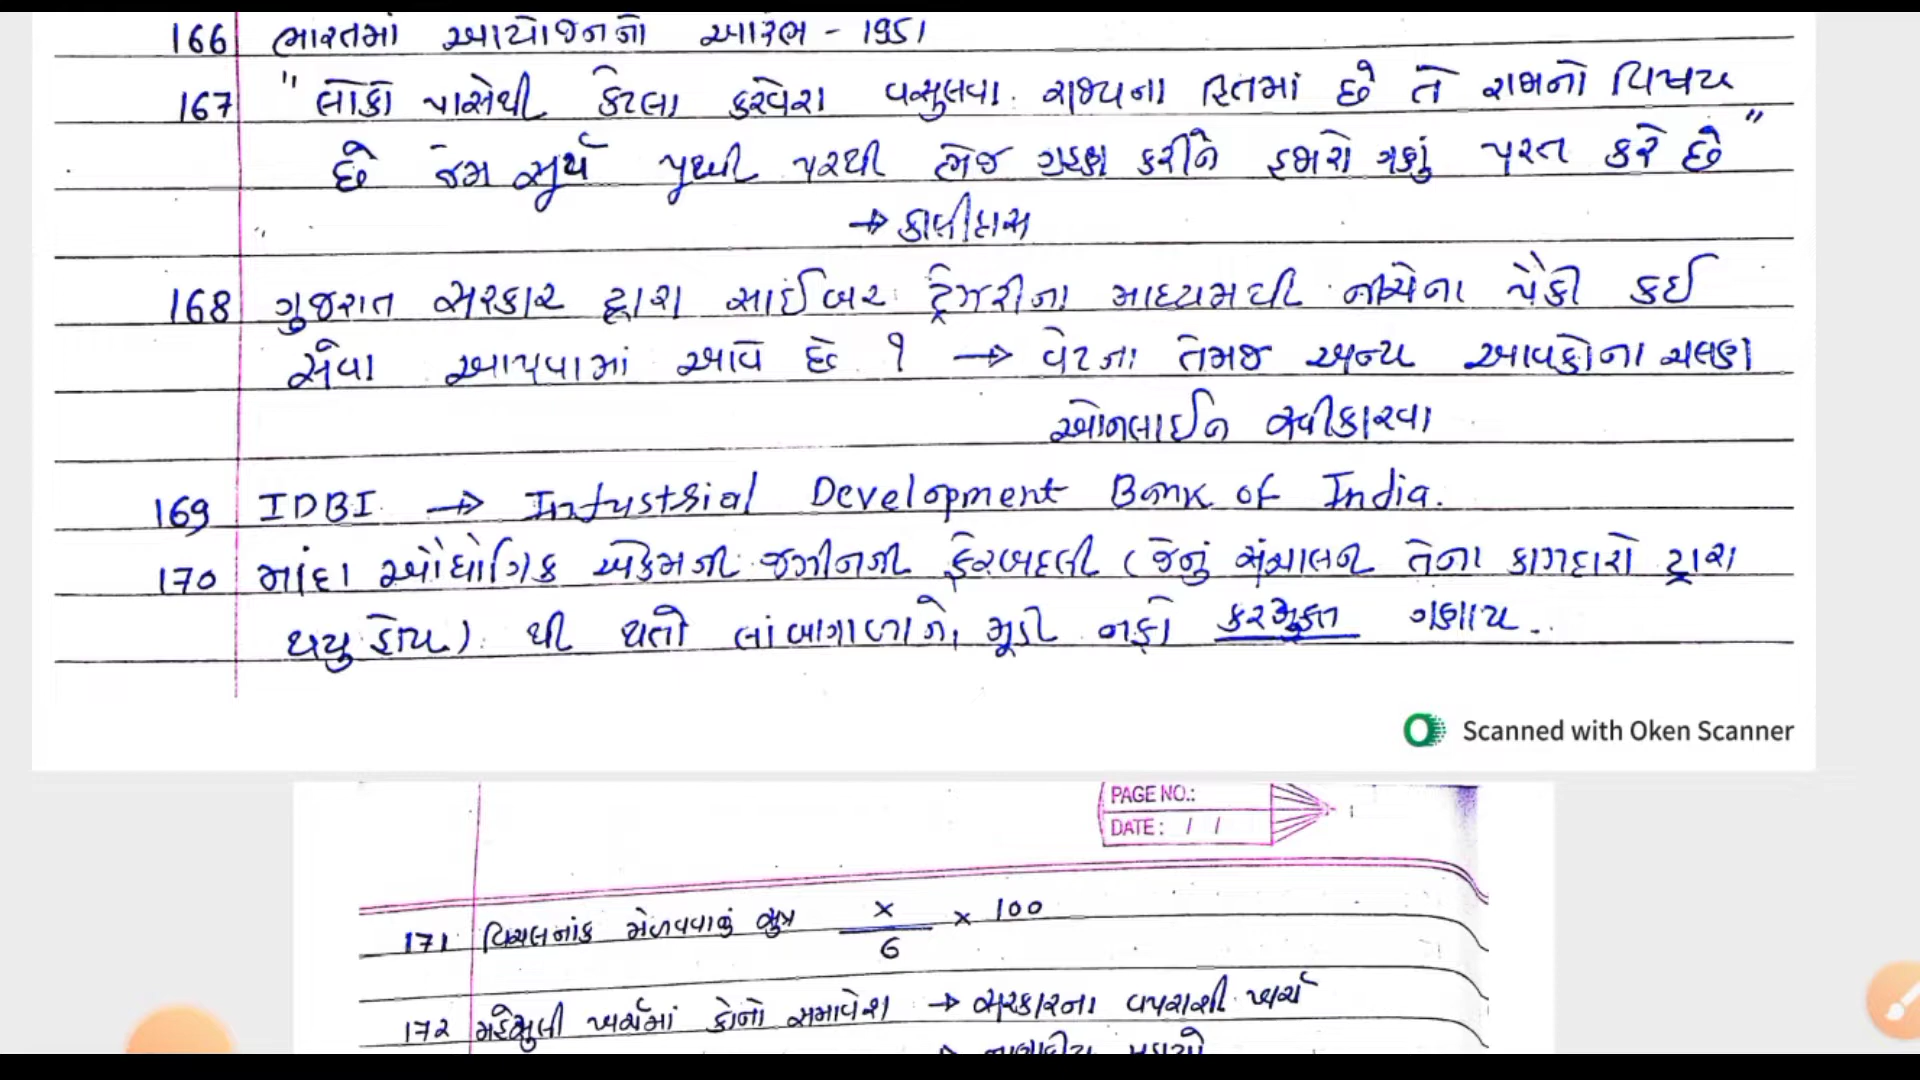 166 ભારતમાં આયોજનનો આરંભ - 1951
167 " લોકો પાસેથી કેટલા કરવેરા વસુલવા રાજ્યના હિતમાં છે તે રાજાનો વિષય
છે જેમ સુર્ય પૃથ્વી પરથી ભેજ ગ્રહણ કરીને હજારો ગણું પરત કરે છે "
→ કાલીદાસ
168 ગુજરાત સરકાર દ્વારા સાઈબર ટ્રેઝરીના માધ્યમથી નીચેના પૈકી કઈ
સેવા આપવામાં આવે છે ? → વેટના તેમજ અન્ય આવકોના ચલણ
ઓનલાઈન સ્વીકારવા
169 IDBI → Industrial Development Bank of India.
170 માંદા ઔધોગિક એકમની જમીનની ફેરબદલી (જેનું સંચાલન તેના કામદારો દ્વારા
થયુ હોય) થી થતો લાંબાગાળાનો મૂડી નફો કરમુક્ત ગણાય.
Scanned with Oken Scanner
PAGE NO.:
DATE: / /
171 વિચલનાંક મેળવવાનું સુત્ર x/6 × 100
172 મહેસુલી ખર્ચમાં કોનો સમાવેશ → સરકારના વપરાશી ખર્ચ